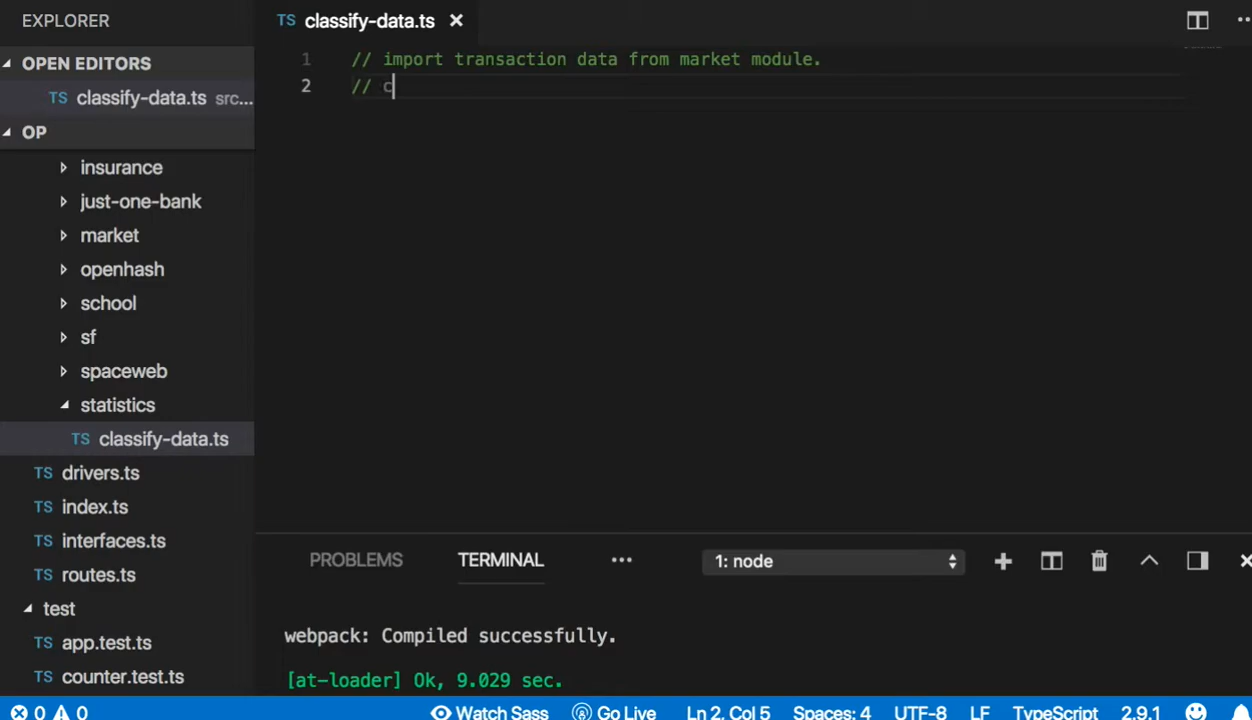 EXPLORER
TS classify-data.ts
OPEN EDITORS
TS classify-data.ts src...
OP
insurance
just-one-bank
market
openhash
school
sf
spaceweb
statistics
TS classify-data.ts
TS drivers.ts
TS index.ts
TS interfaces.ts
TS routes.ts
test
TS app.test.ts
TS counter.test.ts
1 // import transaction data from market module.
2 // c
PROBLEMS TERMINAL ... 1: node
webpack: Compiled successfully.
[at-loader] Ok, 9.029 sec.
0 0 Watch Sass Go Live Ln 2, Col 5 Spaces: 4 UTF-8 LF TypeScript 2.9.1